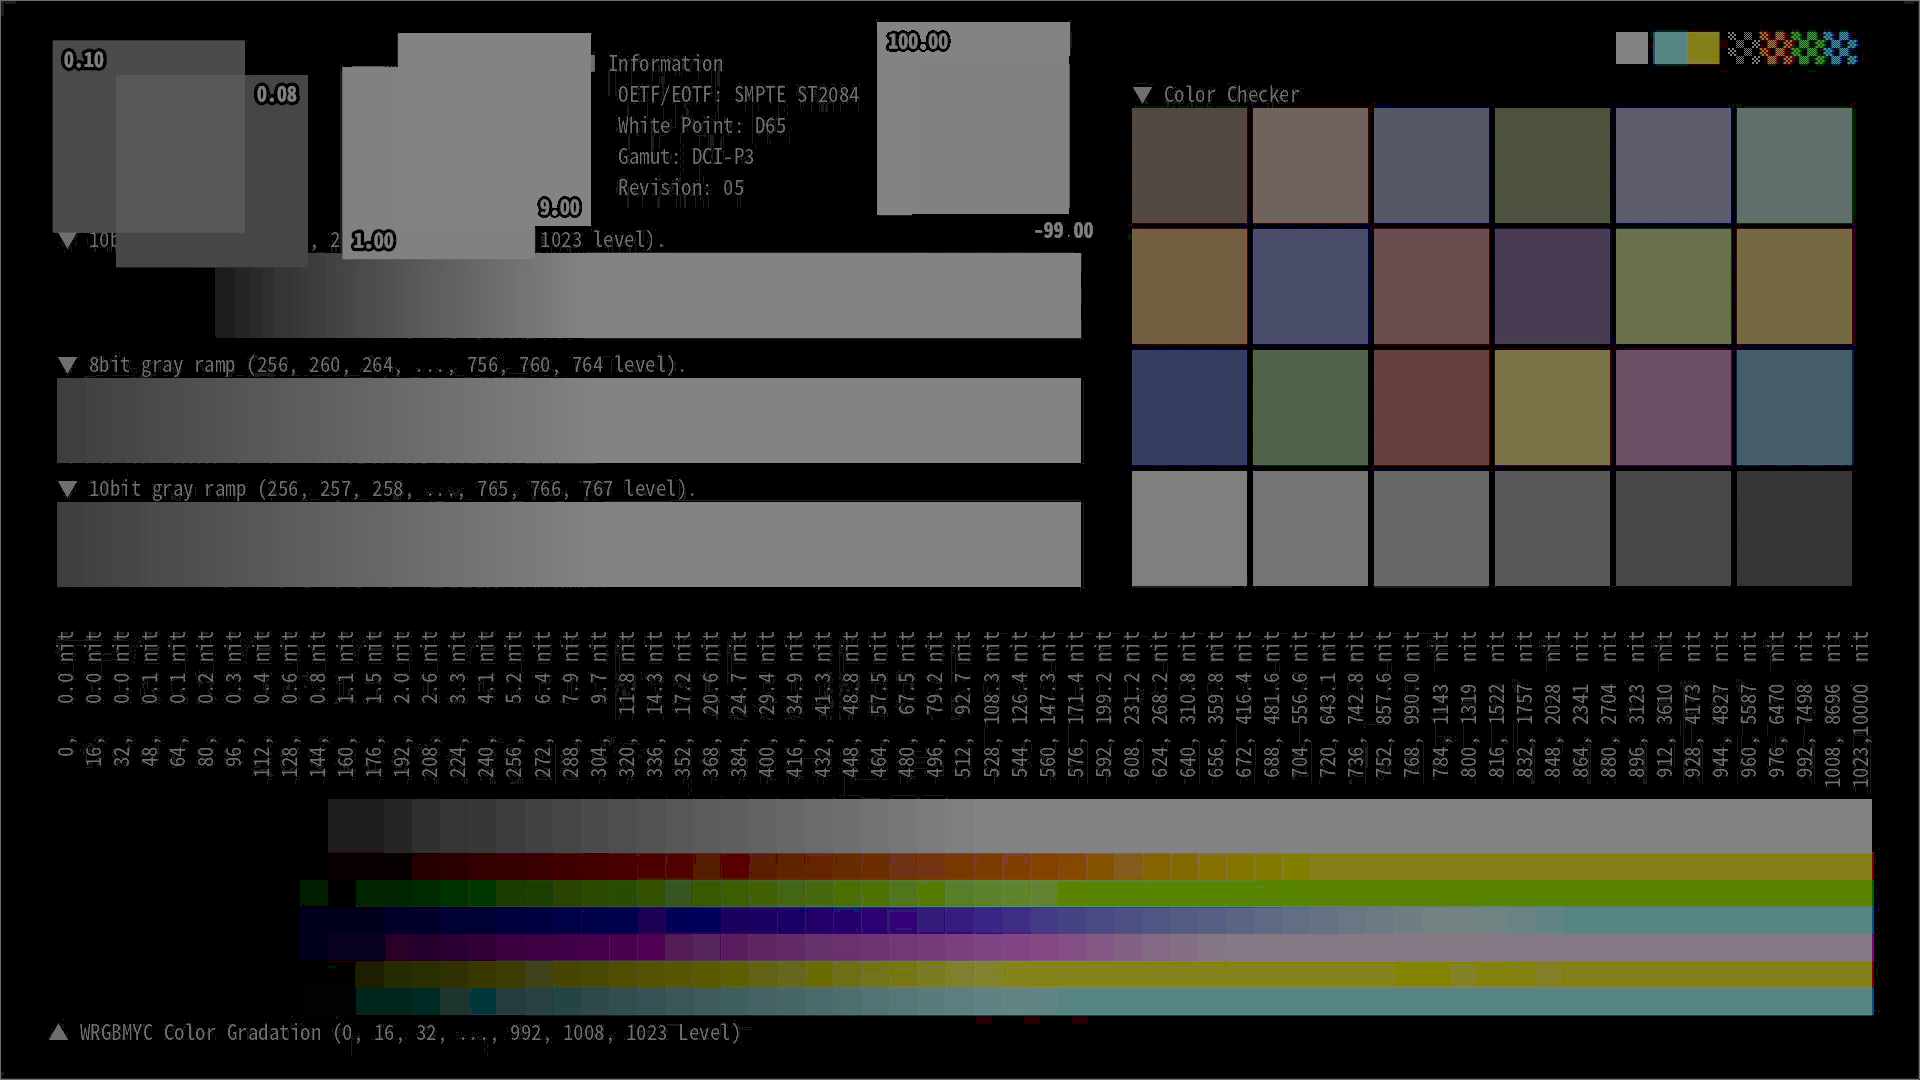 0.10
0.08
1.00
9.00
Information
OETF/EOTF: SMPTE ST2084
White Point: D65
Gamut: DCI-P3
Revision: 05
100.00
-99.00
▼ Color Checker
▼ 10b , 2 1023 level).
▼ 8bit gray ramp (256, 260, 264, ..., 756, 760, 764 level).
▼ 10bit gray ramp (256, 257, 258, ..., 765, 766, 767 level).
0, 0.0 nit
16, 0.0 nit
32, 0.0 nit
48, 0.1 nit
64, 0.1 nit
80, 0.2 nit
96, 0.3 nit
112, 0.4 nit
128, 0.6 nit
144, 0.8 nit
160, 1.1 nit
176, 1.5 nit
192, 2.0 nit
208, 2.6 nit
224, 3.3 nit
240, 4.1 nit
256, 5.2 nit
272, 6.4 nit
288, 7.9 nit
304, 9.7 nit
320, 11.8 nit
336, 14.3 nit
352, 17.2 nit
368, 20.6 nit
384, 24.7 nit
400, 29.4 nit
416, 34.9 nit
432, 41.3 nit
448, 48.8 nit
464, 57.5 nit
480, 67.5 nit
496, 79.2 nit
512, 92.7 nit
528, 108.3 nit
544, 126.4 nit
560, 147.3 nit
576, 171.4 nit
592, 199.2 nit
608, 231.2 nit
624, 268.2 nit
640, 310.8 nit
656, 359.8 nit
672, 416.4 nit
688, 481.6 nit
704, 556.6 nit
720, 643.1 nit
736, 742.8 nit
752, 857.6 nit
768, 990.0 nit
784, 1143 nit
800, 1319 nit
816, 1522 nit
832, 1757 nit
848, 2028 nit
864, 2341 nit
880, 2704 nit
896, 3123 nit
912, 3610 nit
928, 4173 nit
944, 4827 nit
960, 5587 nit
976, 6470 nit
992, 7498 nit
1008, 8696 nit
1023,10000 nit
▲ WRGBMYC Color Gradation (0, 16, 32, ..., 992, 1008, 1023 Level)